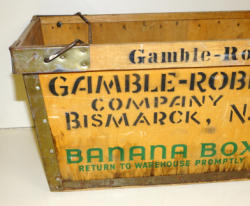 Gamble-Ro
GAMBLE-ROB
COMPANY
BISMARCK, N.
BANANA BOX
RETURN TO WAREHOUSE PROMPTLY